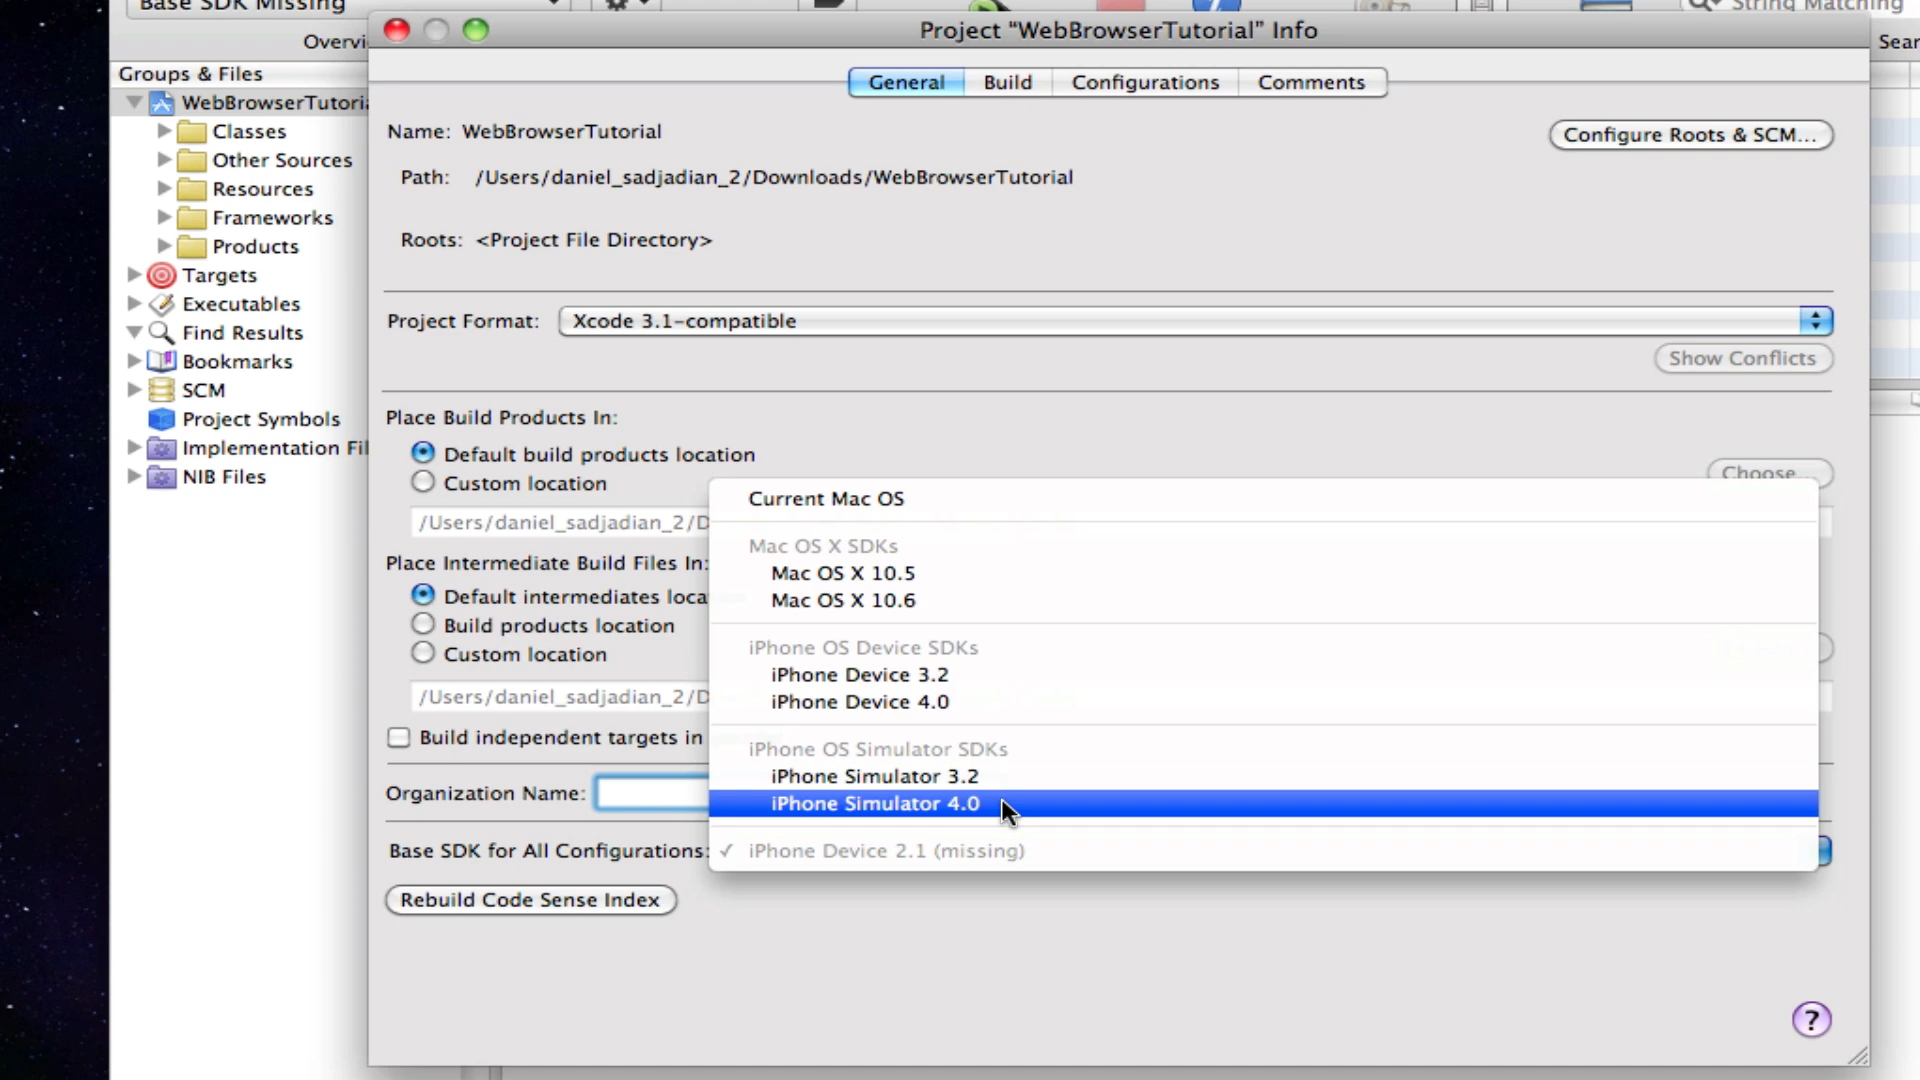 Base SDK Missing
String Matching
Project “WebBrowserTutorial” Info
Overvi
Sear
Groups & Files
WebBrowserTutoria
Classes
Other Sources
Resources
Frameworks
Products
Targets
Executables
Find Results
Bookmarks
SCM
Project Symbols
Implementation Fil
NIB Files
General Build Configurations Comments
Name: WebBrowserTutorial
Configure Roots & SCM...
Path: /Users/daniel_sadjadian_2/Downloads/WebBrowserTutorial
Roots: <Project File Directory>
Project Format: Xcode 3.1-compatible
Show Conflicts
Place Build Products In:
Default build products location
Custom location
Choose...
/Users/daniel_sadjadian_2/D
Place Intermediate Build Files In:
Default intermediates loca
Build products location
Custom location
/Users/daniel_sadjadian_2/D
Build independent targets in
Organization Name:
Base SDK for All Configurations:
Current Mac OS
Mac OS X SDKs
Mac OS X 10.5
Mac OS X 10.6
iPhone OS Device SDKs
iPhone Device 3.2
iPhone Device 4.0
iPhone OS Simulator SDKs
iPhone Simulator 3.2
iPhone Simulator 4.0
✓ iPhone Device 2.1 (missing)
Rebuild Code Sense Index
?